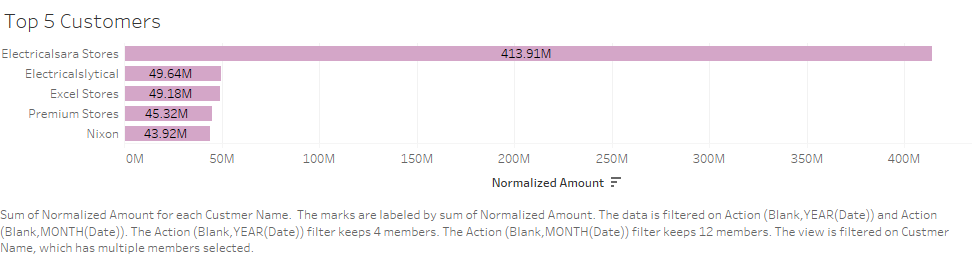 Top 5 Customers
Electricalsara Stores 413.91M
Electricalslytical 49.64M
Excel Stores 49.18M
Premium Stores 45.32M
Nixon 43.92M
0M 50M 100M 150M 200M 250M 300M 350M 400M
Normalized Amount
Sum of Normalized Amount for each Custmer Name. The marks are labeled by sum of Normalized Amount. The data is filtered on Action (Blank,YEAR(Date)) and Action
(Blank,MONTH(Date)). The Action (Blank,YEAR(Date)) filter keeps 4 members. The Action (Blank,MONTH(Date)) filter keeps 12 members. The view is filtered on Custmer
Name, which has multiple members selected.